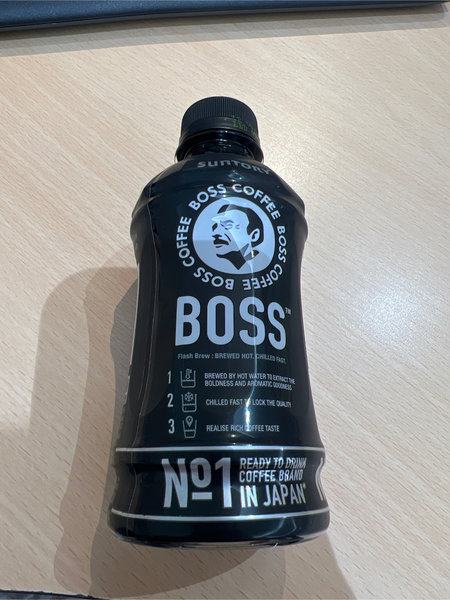 SUNTORY
BOSS COFFEE BOSS COFFEE BOSS COFFEE BOSS
BOSS™
Flash Brew : BREWED HOT. CHILLED FAST.
1 BREWED BY HOT WATER TO EXTRACT THE
BOLDNESS AND AROMATIC GOODNESS
2 CHILLED FAST TO LOCK THE QUALITY
3 REALISE RICH COFFEE TASTE
No1 READY TO DRINK
COFFEE BRAND
IN JAPAN*